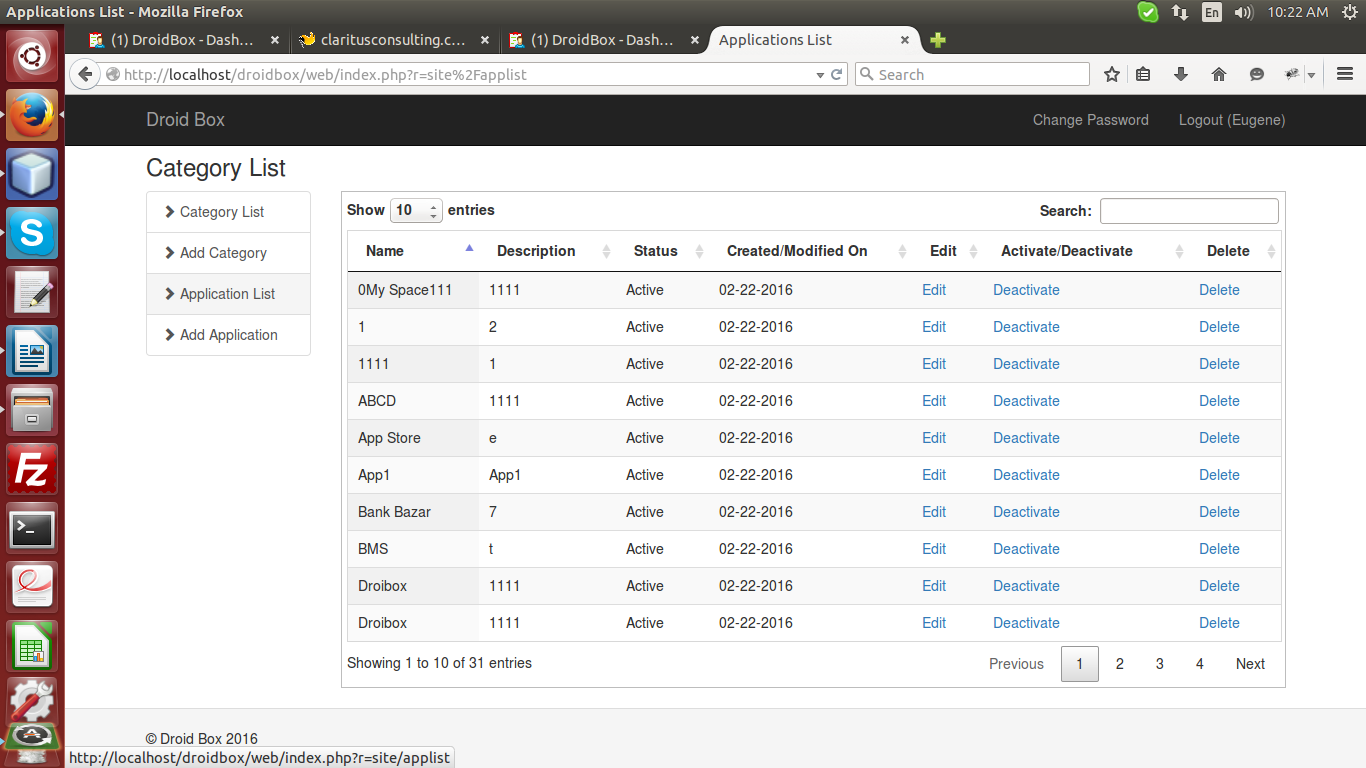 Applications List - Mozilla Firefox En 10:22 AM
(1) DroidBox - Dash... × claritusconsulting.c... × (1) DroidBox - Dash... × Applications List ×
http://localhost/droidbox/web/index.php?r=site%2Fapplist Search
Droid Box Change Password Logout (Eugene)
Category List
Category List
Add Category
Application List
Add Application
Show 10 entries Search:
Name Description Status Created/Modified On Edit Activate/Deactivate Delete
0My Space111 1111 Active 02-22-2016 Edit Deactivate Delete
1 2 Active 02-22-2016 Edit Deactivate Delete
1111 1 Active 02-22-2016 Edit Deactivate Delete
ABCD 1111 Active 02-22-2016 Edit Deactivate Delete
App Store e Active 02-22-2016 Edit Deactivate Delete
App1 App1 Active 02-22-2016 Edit Deactivate Delete
Bank Bazar 7 Active 02-22-2016 Edit Deactivate Delete
BMS t Active 02-22-2016 Edit Deactivate Delete
Droibox 1111 Active 02-22-2016 Edit Deactivate Delete
Droibox 1111 Active 02-22-2016 Edit Deactivate Delete
Showing 1 to 10 of 31 entries Previous 1 2 3 4 Next
© Droid Box 2016
http://localhost/droidbox/web/index.php?r=site/applist